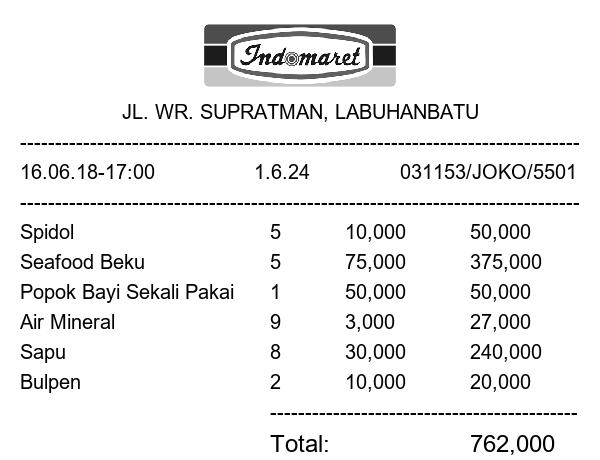 Indomaret
JL. WR. SUPRATMAN, LABUHANBATU
16.06.18-17:00 1.6.24 031153/JOKO/5501
Spidol 5 10,000 50,000
Seafood Beku 5 75,000 375,000
Popok Bayi Sekali Pakai 1 50,000 50,000
Air Mineral 9 3,000 27,000
Sapu 8 30,000 240,000
Bulpen 2 10,000 20,000
Total: 762,000